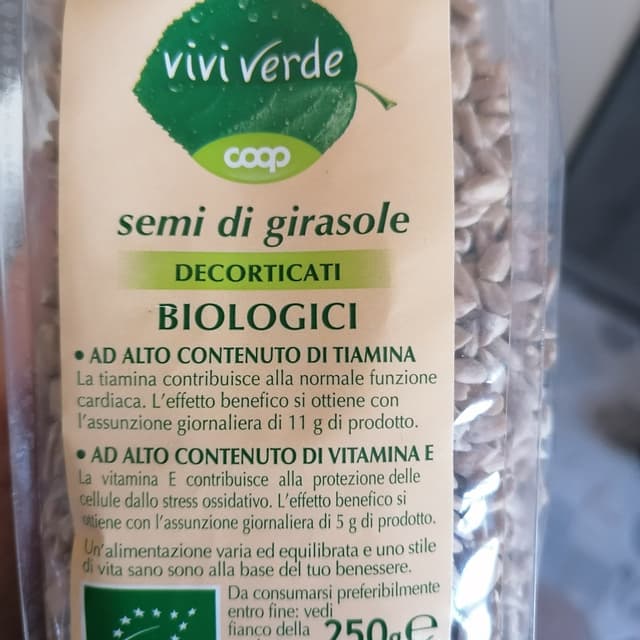 vivi verde
coop
semi di girasole
DECORTICATI
BIOLOGICI
• AD ALTO CONTENUTO DI TIAMINA
La tiamina contribuisce alla normale funzione
cardiaca. L'effetto benefico si ottiene con
l'assunzione giornaliera di 11 g di prodotto.
• AD ALTO CONTENUTO DI VITAMINA E
La vitamina E contribuisce alla protezione delle
cellule dallo stress ossidativo. L'effetto benefico si
ottiene con l'assunzione giornaliera di 5 g di prodotto.
Un'alimentazione varia ed equilibrata e uno stile
di vita sano sono alla base del tuo benessere.
Da consumarsi preferibilmente
entro fine: vedi
fianco della
250g e